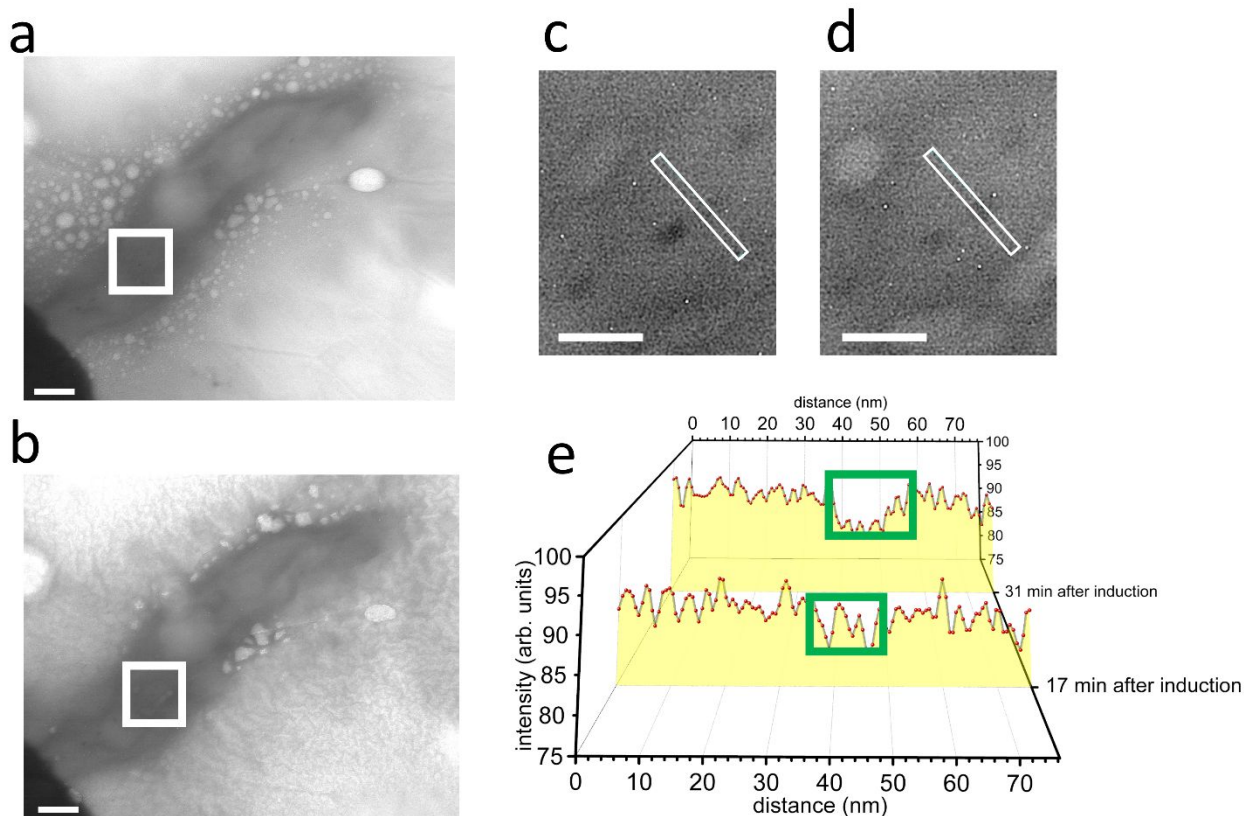 a
c
d
b
e
distance (nm)
0 10 20 30 40 50 60 70
100
95
90
85
80
75
31 min after induction
100
95
90
85
80
75
intensity (arb. units)
17 min after induction
0 10 20 30 40 50 60 70
distance (nm)